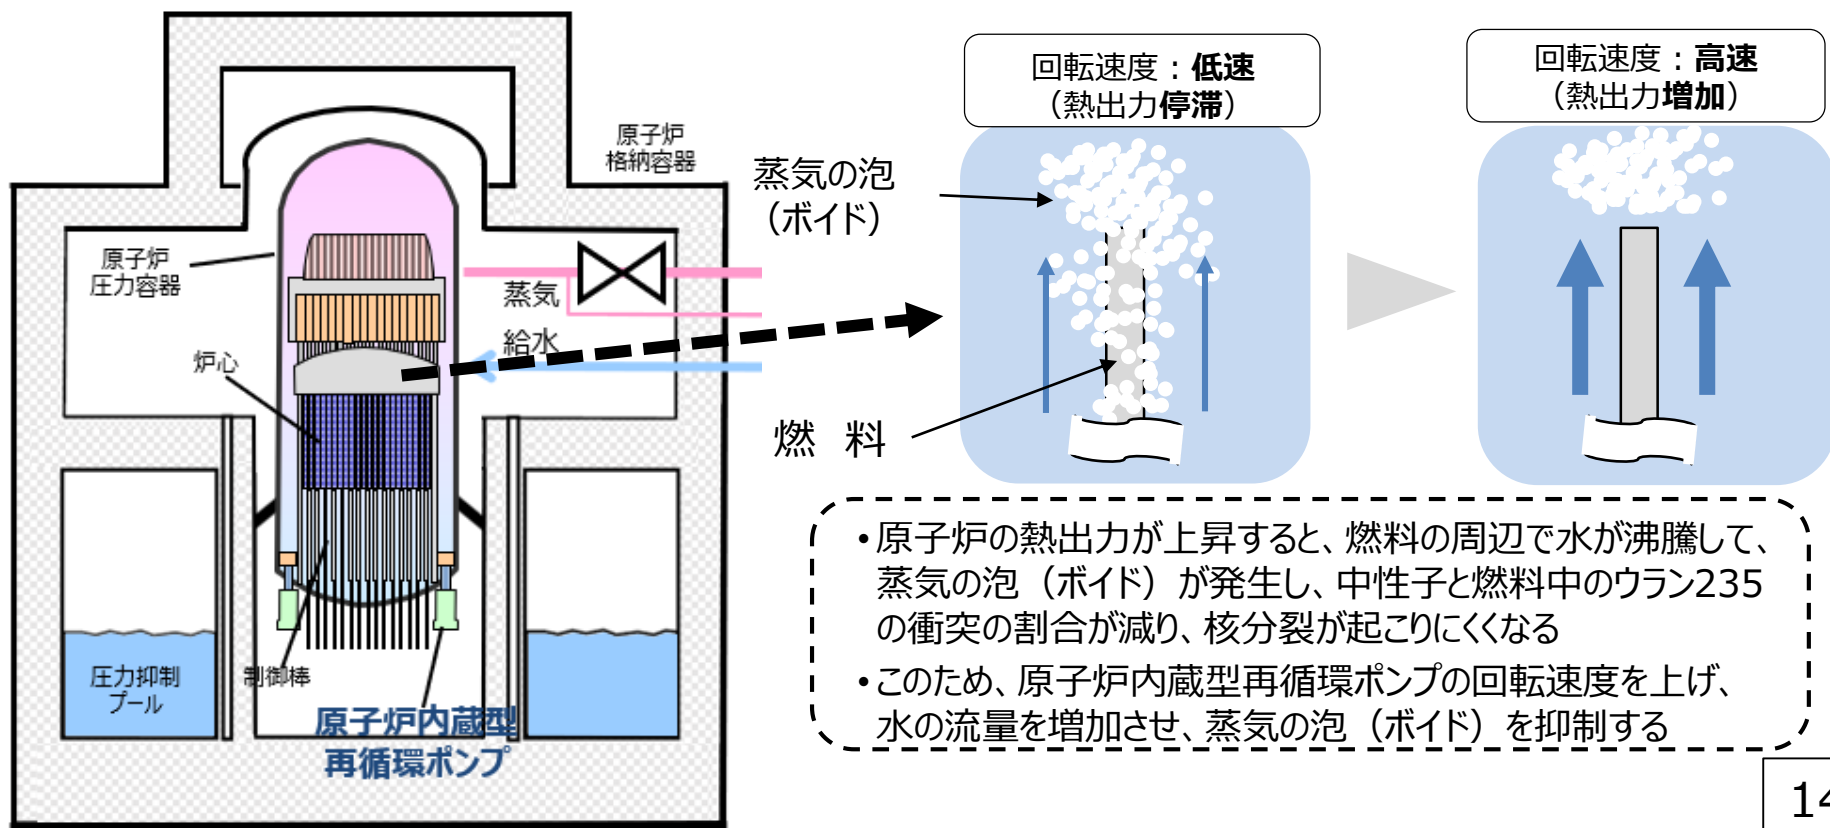 原子炉
格納容器
原子炉
圧力容器
蒸気
給水
炉心
圧力抑制
プール
制御棒
原子炉内蔵型
再循環ポンプ
回転速度：低速
（熱出力停滞）
回転速度：高速
（熱出力増加）
蒸気の泡
（ボイド）
燃 料
•原子炉の熱出力が上昇すると、燃料の周辺で水が沸騰して、
蒸気の泡（ボイド）が発生し、中性子と燃料中のウラン235
の衝突の割合が減り、核分裂が起こりにくくなる
•このため、原子炉内蔵型再循環ポンプの回転速度を上げ、
水の流量を増加させ、蒸気の泡（ボイド）を抑制する
14